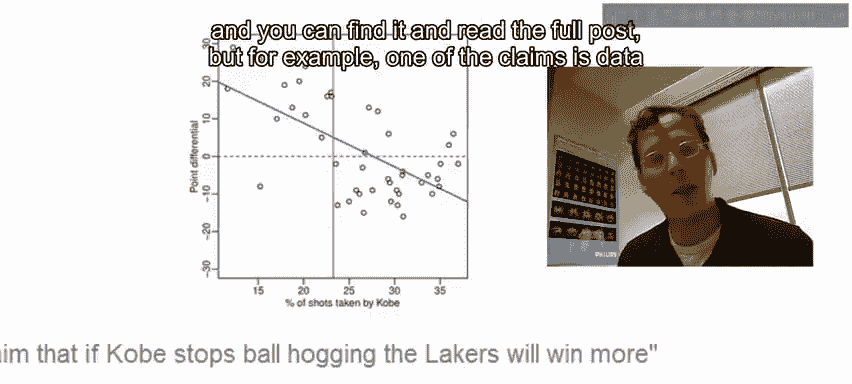 and you can find it and read the full post,
but for example, one of the claims is data
30
20
10
0
-10
-20
-30
Point differential
15 20 25 30 35
% of shots taken by Kobe
PHILIPS
aim that if Kobe stops ball hogging the Lakers will win more"